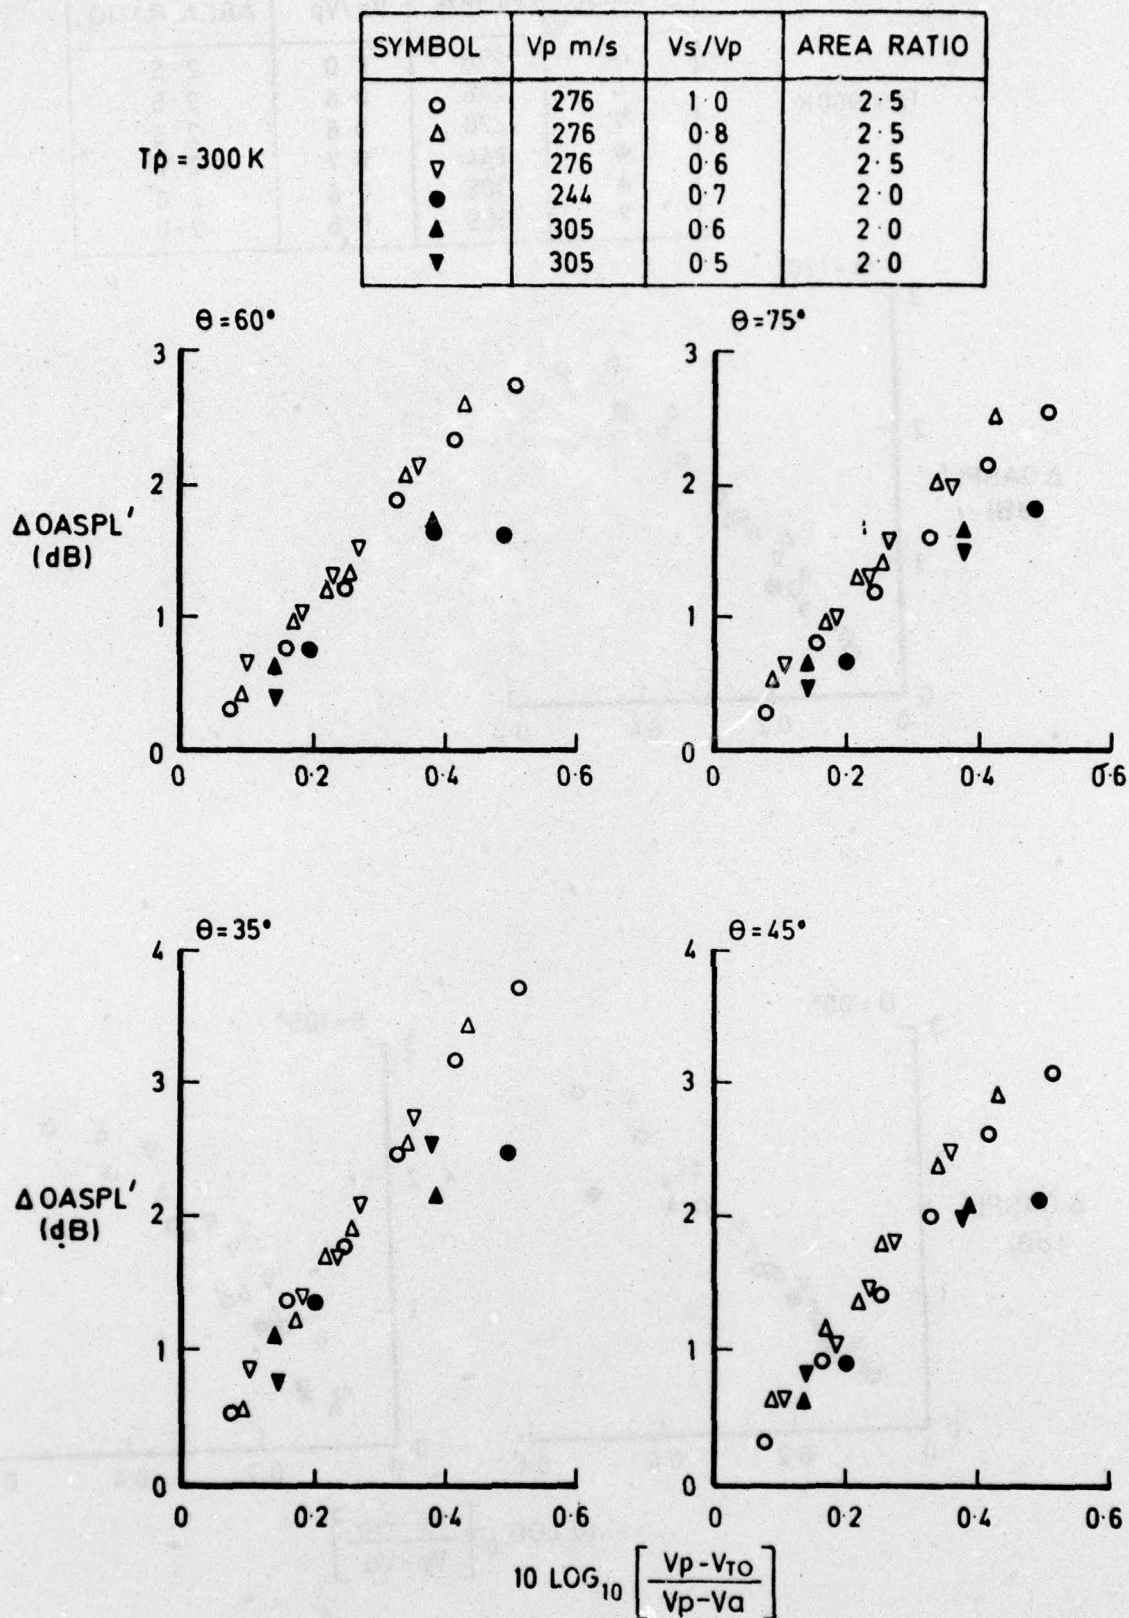 SYMBOL Vp m/s Vs/Vp AREA RATIO
○ 276 1·0 2·5
△ 276 0·8 2·5
▽ 276 0·6 2·5
● 244 0·7 2·0
▲ 305 0·6 2·0
▼ 305 0·5 2·0
Tp = 300 K
θ = 60°
3
2
1
0
0 0·2 0·4 0·6
ΔOASPL′
(dB)
θ = 75°
3
2
1
0
0 0·2 0·4 0·6
θ = 35°
4
3
2
1
0
0 0·2 0·4 0·6
ΔOASPL′
(dB)
θ = 45°
4
3
2
1
0
0 0·2 0·4 0·6
10 LOG₁₀ [Vp - VTO / Vp - Va]